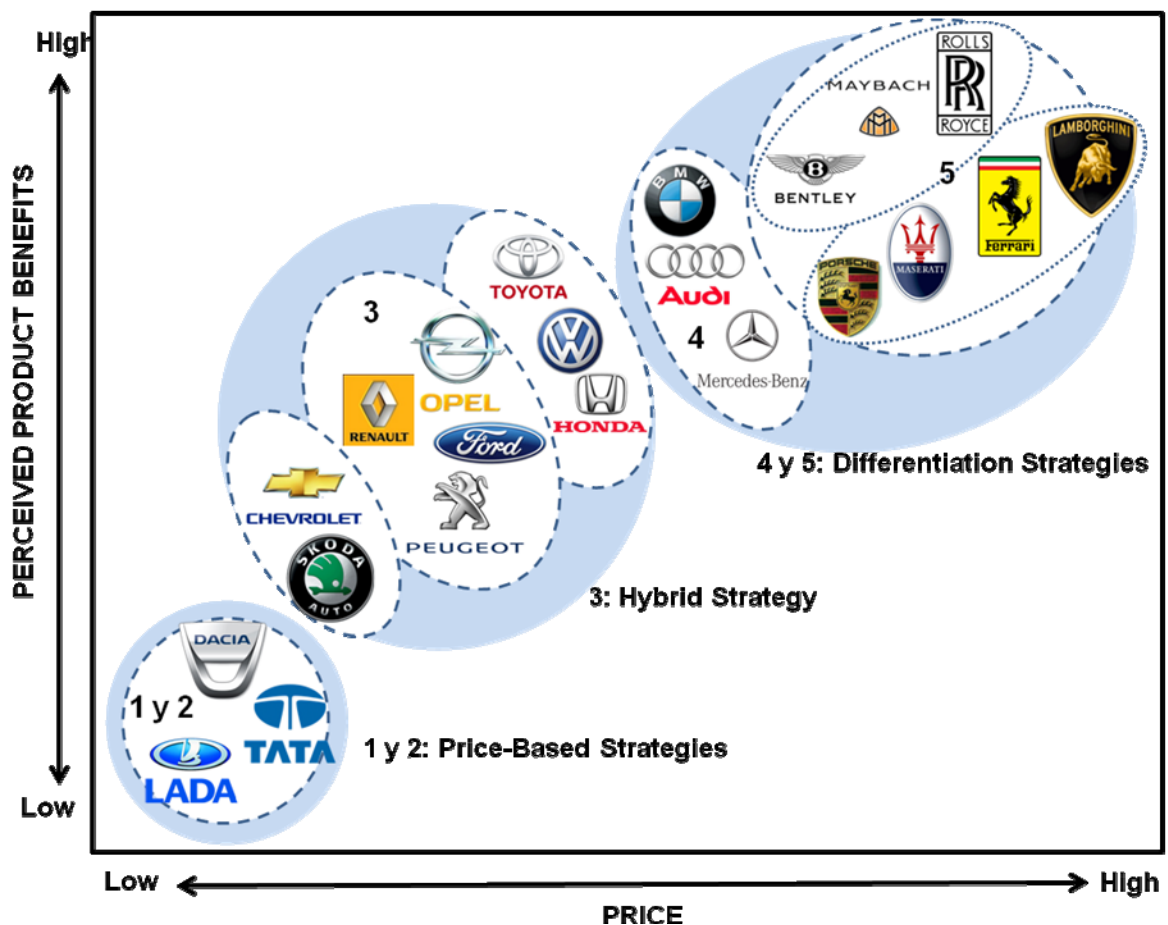 High
ROLLS
RR
ROYCE
MAYBACH
MM
LAMBORGHINI
BMW
B
BENTLEY
5
Ferrari
Audi
MASERATI
PORSCHE
TOYOTA
3
4
Mercedes-Benz
OPEL
RENAULT
HONDA
Ford
4 y 5: Differentiation Strategies
CHEVROLET
PEUGEOT
SKODA
AUTO
3: Hybrid Strategy
DACIA
1 y 2
TATA
LADA
1 y 2: Price-Based Strategies
PERCEIVED PRODUCT BENEFITS
Low
Low
High
PRICE